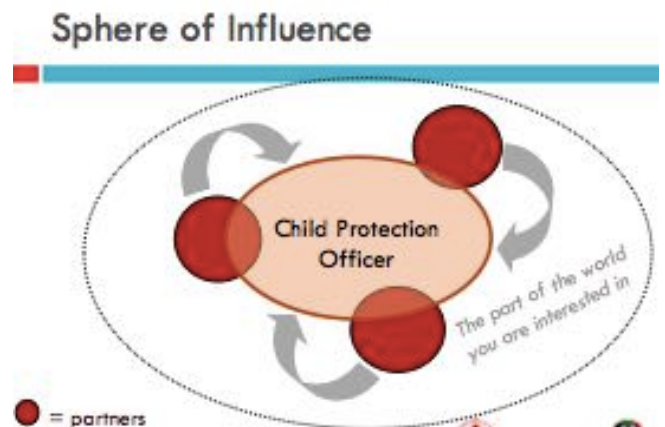 Sphere of Influence
Child Protection
Officer
The part of the world
you are interested in
= partners